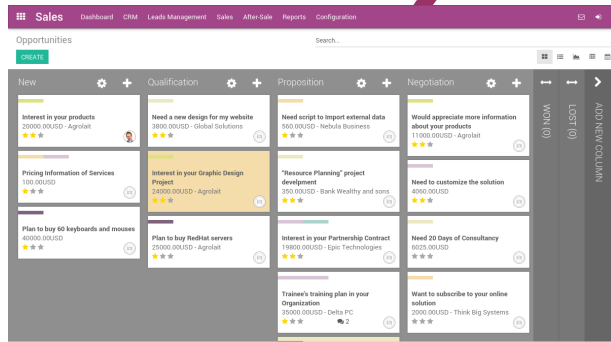 Sales Dashboard CRM Leads Management Sales After-Sale Reports Configuration
Opportunities
Search...
CREATE
New
Interest in your products
20000.00USD - Agrolait
Pricing Information of Services
100.00USD
Plan to buy 60 keyboards and mouses
40000.00USD
Qualification
Need a new design for my website
3800.00USD - Global Solutions
Interest in your Graphic Design
Project
24000.00USD - Agrolait
Plan to buy RedHat servers
25000.00USD - Agrolait
Proposition
Need script to Import external data
560.00USD - Nebula Business
"Resource Planning" project
develpment
350.00USD - Bank Wealthy and sons
Interest in your Partnership Contract
19800.00USD - Epic Technologies
Trainee's training plan in your
Organization
35000.00USD - Delta PC
2
Negotiation
Would appreciate more information
about your products
11000.00USD - Agrolait
Need to customize the solution
4060.00USD
Need 20 Days of Consultancy
6025.00USD
Want to subscribe to your online
solution
2000.00USD - Think Big Systems
WON (0)
LOST (0)
ADD NEW COLUMN